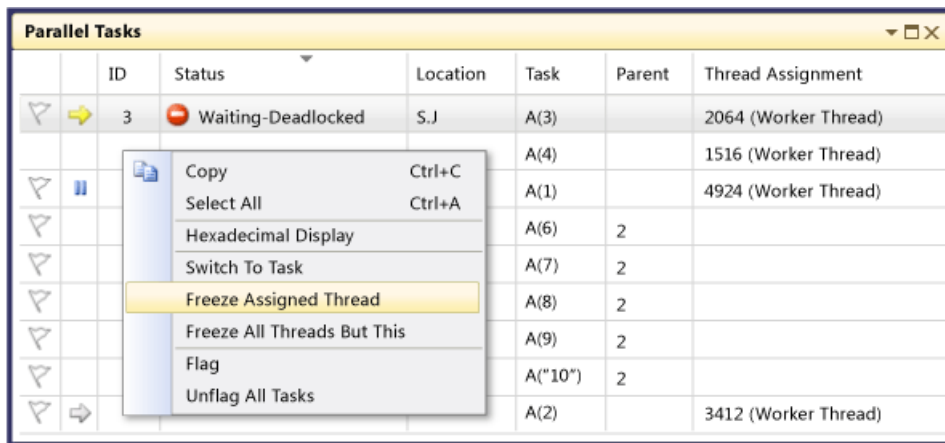 Parallel Tasks
ID Status Location Task Parent Thread Assignment
3 Waiting-Deadlocked S.J A(3) 2064 (Worker Thread)
A(4) 1516 (Worker Thread)
Copy Ctrl+C
A(1) 4924 (Worker Thread)
Select All Ctrl+A
A(6) 2
Hexadecimal Display
Switch To Task A(7) 2
Freeze Assigned Thread A(8) 2
Freeze All Threads But This A(9) 2
Flag A("10") 2
Unflag All Tasks
A(2) 3412 (Worker Thread)